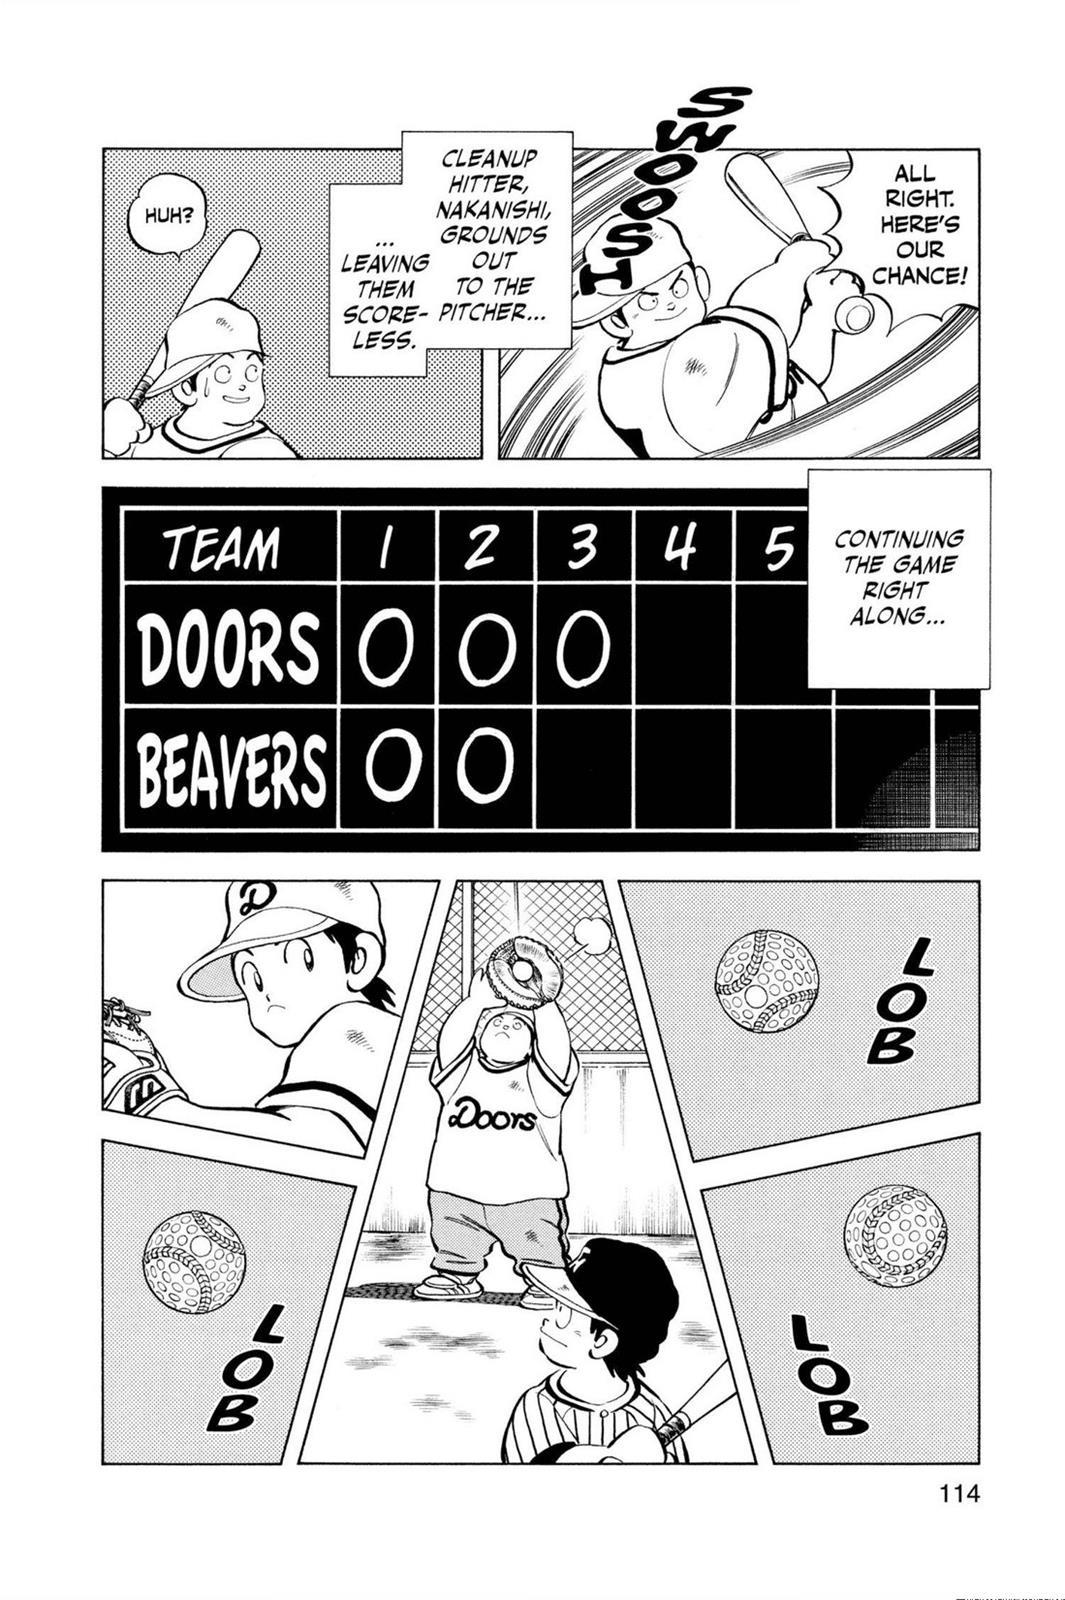 SWOOSH
ALL
RIGHT.
HERE'S
OUR
CHANCE!
CLEANUP
HITTER,
NAKANISHI,
GROUNDS
OUT
TO THE
PITCHER...
...
LEAVING
THEM
SCORE-
LESS.
HUH?
CONTINUING
THE GAME
RIGHT
ALONG...
TEAM 1 2 3 4 5
DOORS 0 0 0
BEAVERS 0 0
LOB
LOB
Doors
D
LOB
114